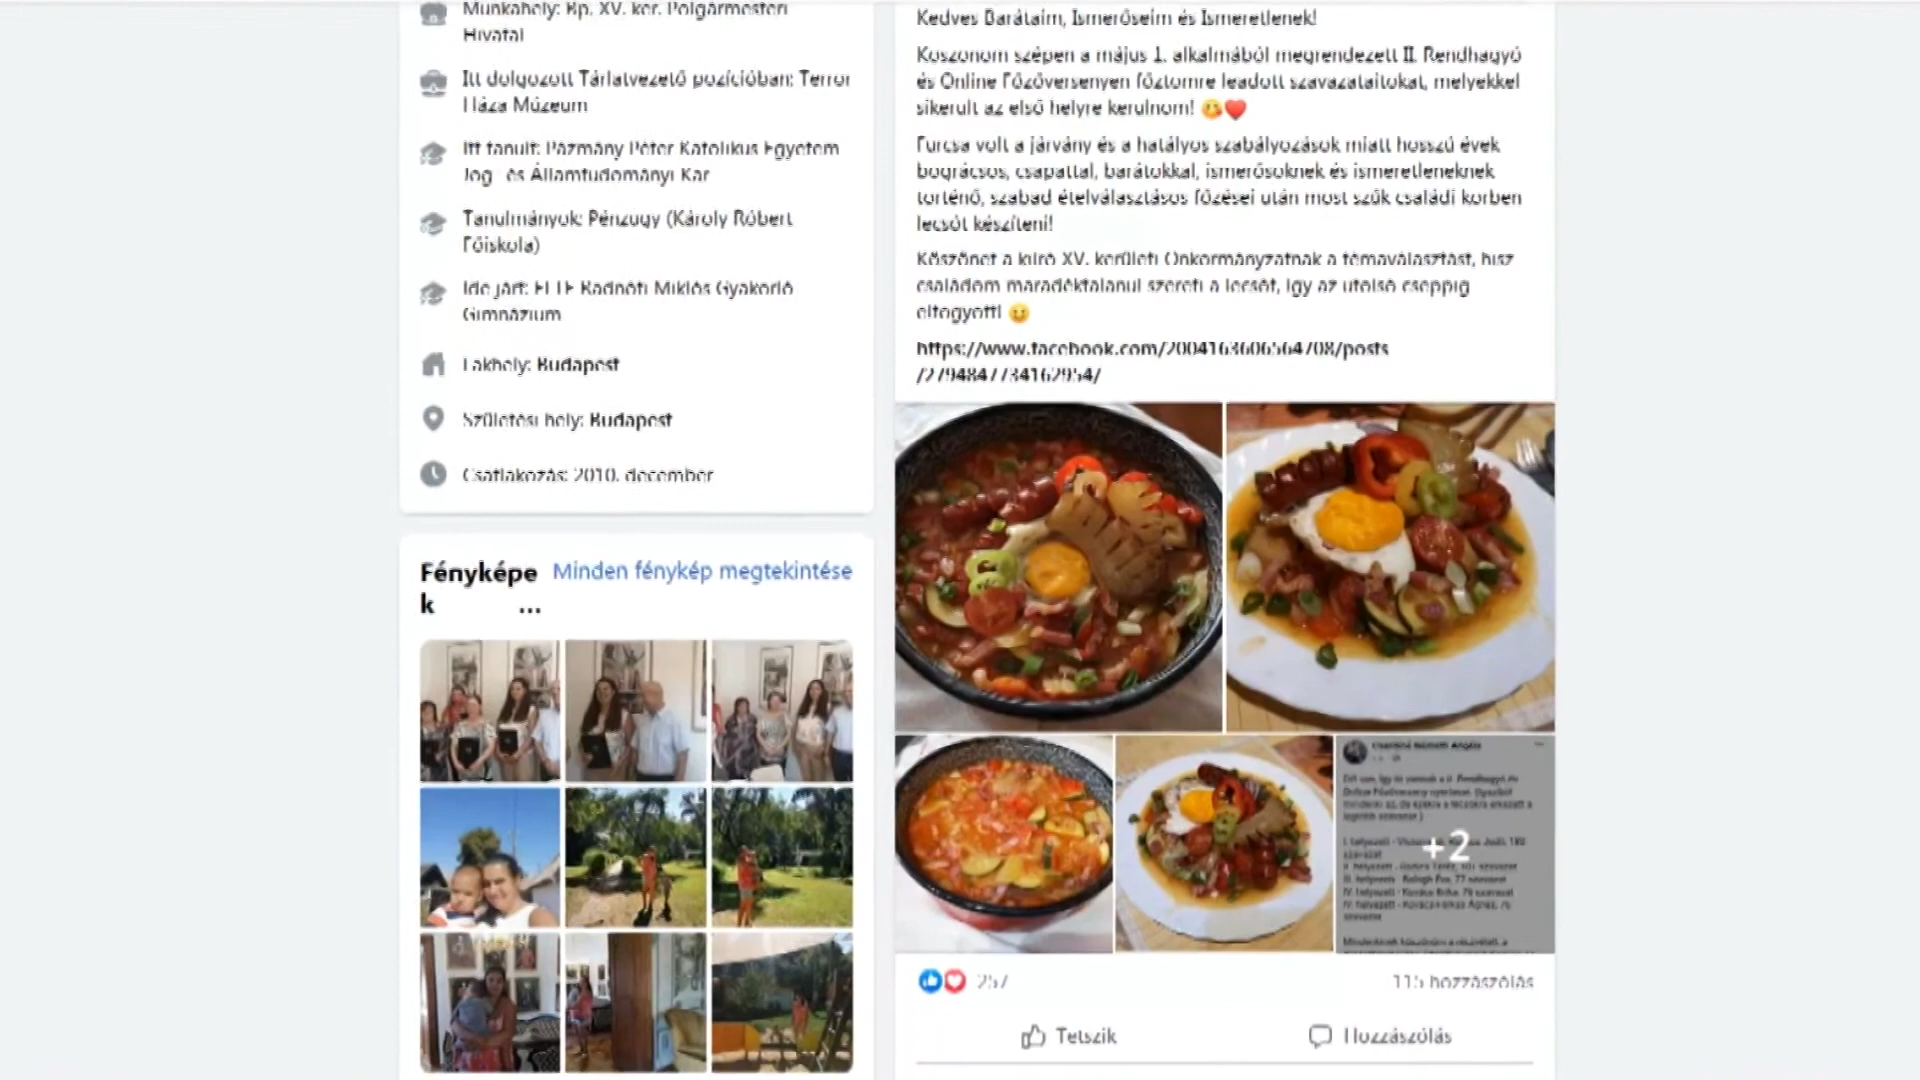 Munkahely: Bp. XV. ker. Polgármesteri
Hivatal
Itt dolgozott Tárlatvezető pozícióban: Terror
Háza Múzeum
Itt tanult: Pázmány Péter Katolikus Egyetem
Jog- és Államtudományi Kar
Tanulmányok: Pénzügy (Károly Róbert
Főiskola)
Ide járt: ELTE Radnóti Miklós Gyakorló
Gimnázium
Lakhely: Budapest
Születési hely: Budapest
Csatlakozás: 2010. december
Fényképe
k
Minden fénykép megtekintése
...
Kedves Barátaim, Ismerőseim és Ismeretlenek!
Köszönöm szépen a május 1. alkalmából megrendezett II. Rendhagyó
és Online Főzőversenyen főztömre leadott szavazataitokat, melyekkel
sikerült az első helyre kerülnöm!
Furcsa volt a járvány és a hatályos szabályozások miatt hosszú évek
bográcsos, csapattal, barátokkal, ismerősöknek és ismeretleneknek
történő, szabad ételválasztásos főzései után most szűk családi körben
lecsót készíteni!
Köszönet a kiíró XV. kerületi Önkormányzatnak a témaválasztást, hisz
családom maradéktalanul szereti a lecsót, így az utolsó cseppig
elfogyott!
https://www.facebook.com/2004163606564708/posts
/2794847734162954/
+2
257
115 hozzászólás
Tetszik
Hozzászólás